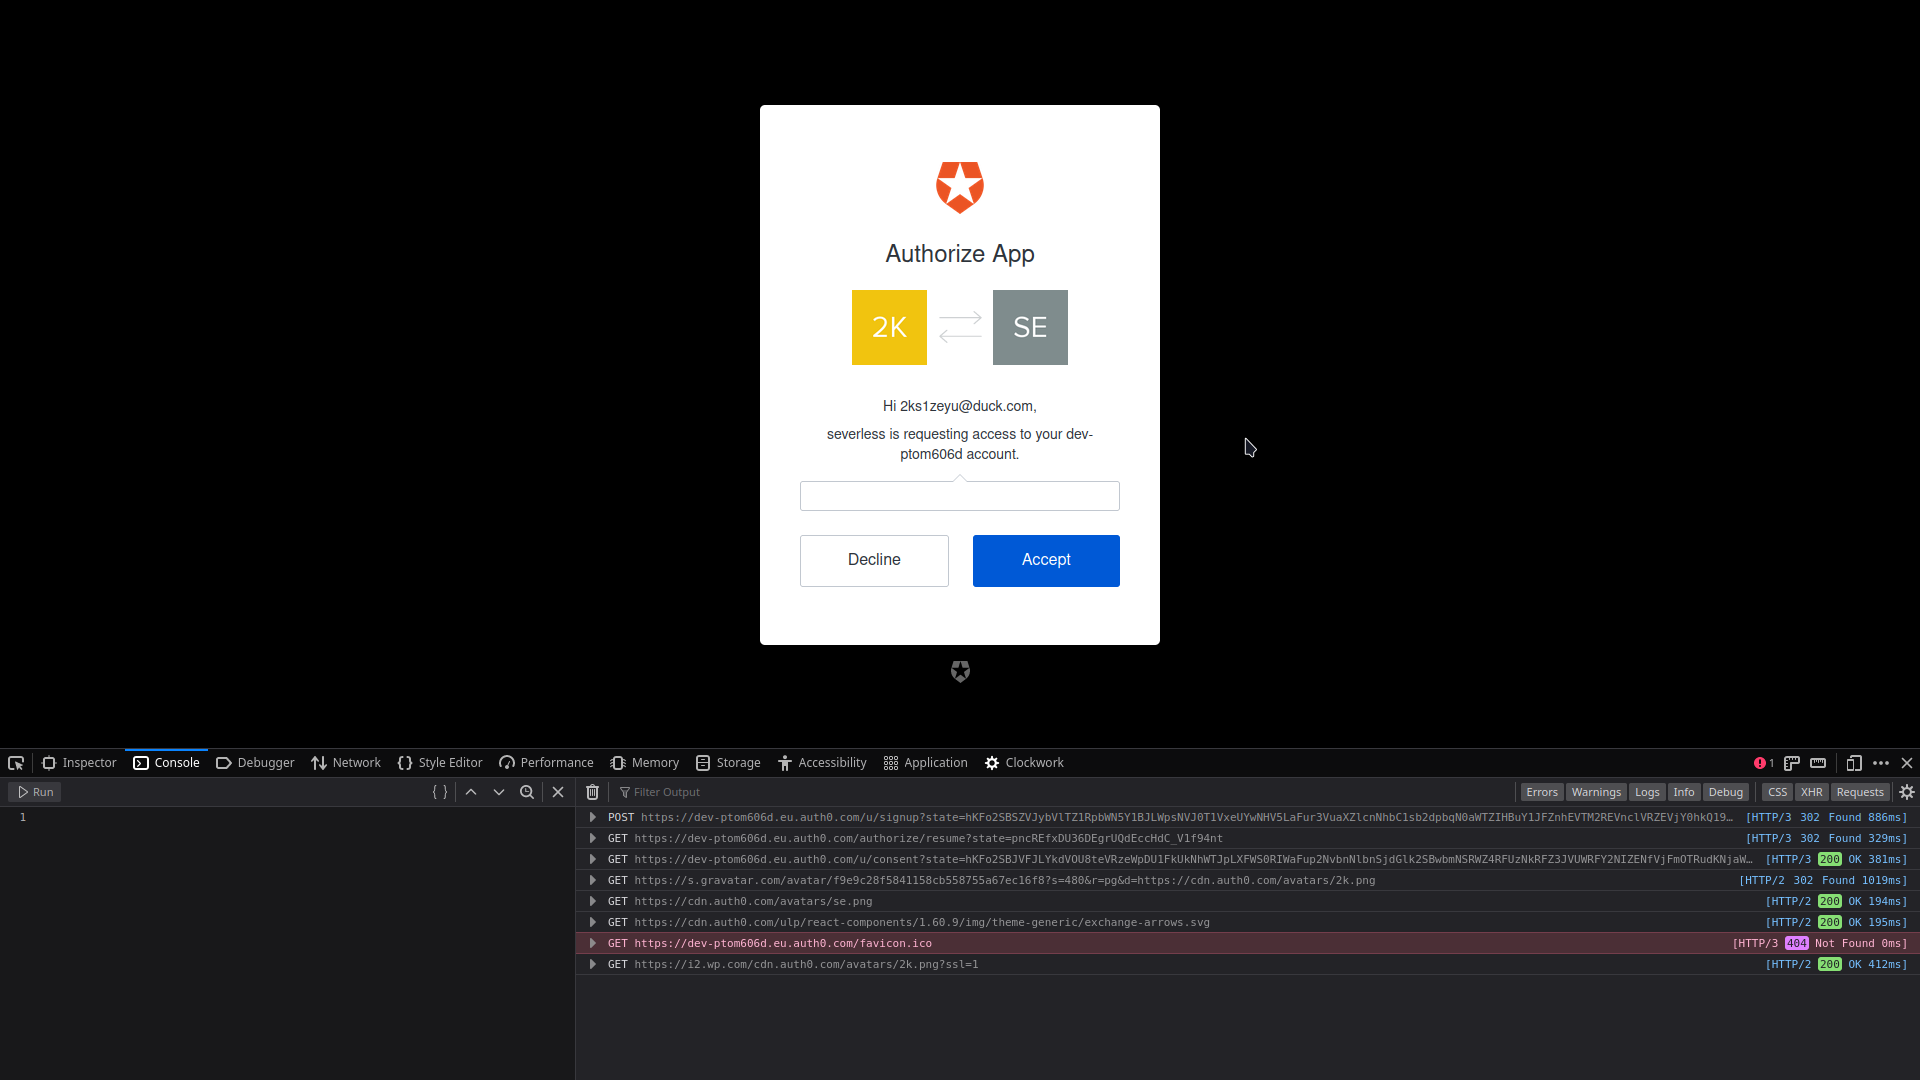 Authorize App
2K
SE
Hi 2ks1zeyu@duck.com,
severless is requesting access to your dev-
ptom606d account.
Decline
Accept
Inspector
Console
Debugger
Network
Style Editor
Performance
Memory
Storage
Accessibility
Application
Clockwork
1
Run
Filter Output
Errors
Warnings
Logs
Info
Debug
CSS
XHR
Requests
1
POST https://dev-ptom606d.eu.auth0.com/u/signup?state=hKFo2SBSZVJybVlTZ1RpbWN5Y1BJLWpsNVJ0T1VxeUYwNHV5LaFur3VuaXZlcnNhbC1sb2dpbqN0aWTZIHBuY1JFZnhEVTM2REVnclVRZEVjY0hkQ19… [HTTP/3 302 Found 886ms]
GET https://dev-ptom606d.eu.auth0.com/authorize/resume?state=pncREfxDU36DEgrUQdEccHdC_V1f94nt [HTTP/3 302 Found 329ms]
GET https://dev-ptom606d.eu.auth0.com/u/consent?state=hKFo2SBJVFJLYkdVOU8teVRzeWpDU1FkUkNhWTJpLXFWS0RIWaFup2NvbnNlbnSjdGlk2SBwbmNSRWZ4RFUzNkRFZ3JVUWRFY2NIZENfVjFmOTRudKNjaW… [HTTP/3 200 OK 381ms]
GET https://s.gravatar.com/avatar/f9e9c28f5841158cb558755a67ec16f8?s=480&r=pg&d=https://cdn.auth0.com/avatars/2k.png [HTTP/2 302 Found 1019ms]
GET https://cdn.auth0.com/avatars/se.png [HTTP/2 200 OK 194ms]
GET https://cdn.auth0.com/ulp/react-components/1.60.9/img/theme-generic/exchange-arrows.svg [HTTP/2 200 OK 195ms]
GET https://dev-ptom606d.eu.auth0.com/favicon.ico [HTTP/3 404 Not Found 0ms]
GET https://i2.wp.com/cdn.auth0.com/avatars/2k.png?ssl=1 [HTTP/2 200 OK 412ms]